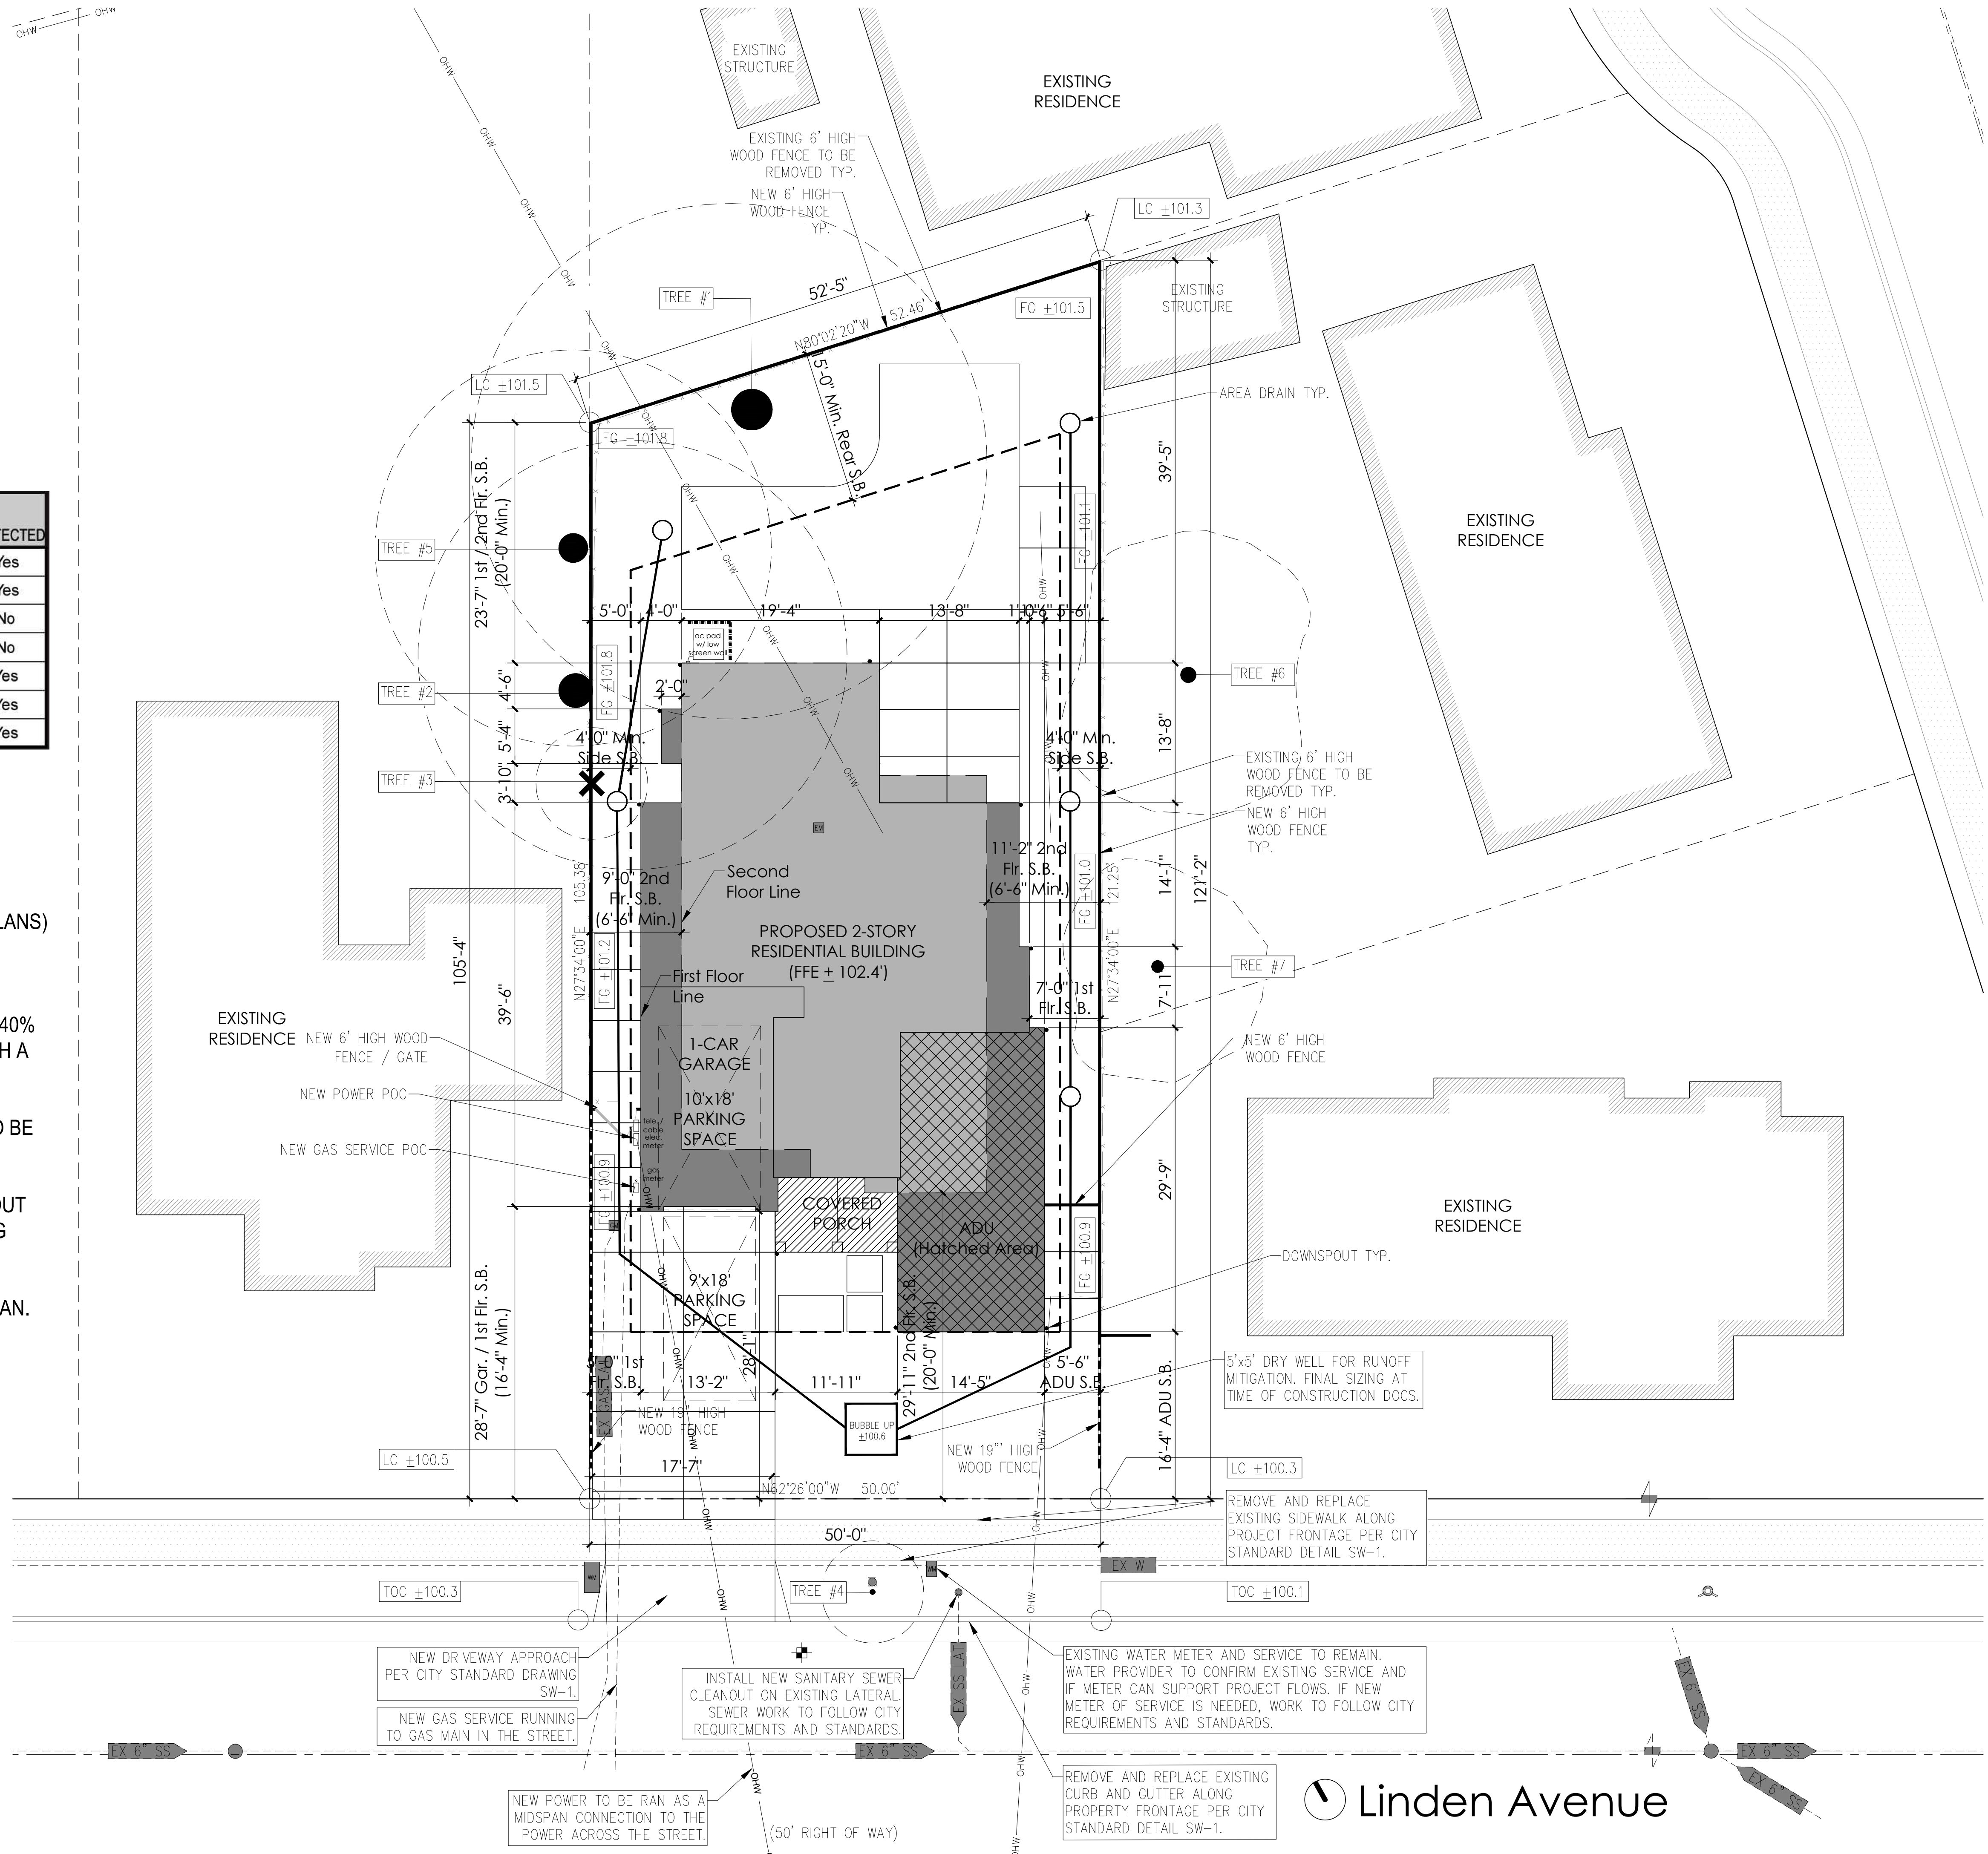 OHW
OHW
EXISTING
STRUCTURE
EXISTING
RESIDENCE
EXISTING 6' HIGH
WOOD FENCE TO BE
REMOVED TYP.
NEW 6' HIGH
WOOD FENCE
TYP.
LC ±101.3
TREE #1
52'-5"
N80°02'20"W 52.46'
FG ±101.5
EXISTING
STRUCTURE
LC ±101.5
FG ±101.8
15'-0" Min. Rear S.B.
AREA DRAIN TYP.
39'-5"
23'-7" 1st / 2nd Flr. S.B.
(20'-0" Min.)
TECTED
Yes
Yes
No
No
Yes
Yes
Yes
TREE #5
FG ±101.1
EXISTING
RESIDENCE
5'-0"
4'-0"
19'-4"
13'-8"
1'-0"
5'-6"
ac pad
w/ low
screen wall
FG ±101.8
TREE #6
TREE #2
2'-0"
4'-6"
5'-4"
3'-10"
4'-0" Min.
Side S.B.
4'-0" Min.
Side S.B.
13'-8"
TREE #3
EXISTING 6' HIGH
WOOD FENCE TO BE
REMOVED TYP.
NEW 6' HIGH
WOOD FENCE
TYP.
EM
105.38'
N27°34'00"E
9'-0" 2nd
Flr. S.B.
(6'-6" Min.)
Second
Floor Line
11'-2" 2nd
Flr. S.B.
(6'-6" Min.)
FG ±101.0
121.25'
N27°34'00"E
14'-1"
121'-2"
LANS)
PROPOSED 2-STORY
RESIDENTIAL BUILDING
(FFE ± 102.4')
105'-4"
39'-6"
FG ±101.2
First Floor
Line
TREE #7
7'-0" 1st
Flr. S.B.
7'-11"
40%
H A
EXISTING
RESIDENCE
NEW 6' HIGH WOOD
FENCE / GATE
1-CAR
GARAGE
10'x18'
PARKING
SPACE
NEW 6' HIGH
WOOD FENCE
NEW POWER POC
tele./
cable
elec.
meter
O BE
NEW GAS SERVICE POC
gas
meter
29'-9"
OUT
G
FG ±100.9
COVERED
PORCH
ADU
(Hatched Area)
EXISTING
RESIDENCE
FG ±100.9
DOWNSPOUT TYP.
AN.
28'-7" Gar. / 1st Flr. S.B.
(16'-4" Min.)
9'x18'
PARKING
SPACE
28'-1"
29'-11" 2nd Flr. S.B.
(20'-0" Min.)
5'-0" 1st
Flr. S.B.
13'-2"
11'-11"
14'-5"
5'-6"
ADU S.B.
5'x5' DRY WELL FOR RUNOFF
MITIGATION. FINAL SIZING AT
TIME OF CONSTRUCTION DOCS.
16'-4" ADU S.B.
NEW 19" HIGH
WOOD FENCE
BUBBLE UP
±100.6
NEW 19"' HIGH
WOOD FENCE
LC ±100.5
17'-7"
LC ±100.3
N62°26'00"W 50.00'
REMOVE AND REPLACE
EXISTING SIDEWALK ALONG
PROJECT FRONTAGE PER CITY
STANDARD DETAIL SW-1.
50'-0"
WM
WM
EX W
TOC ±100.3
TREE #4
TOC ±100.1
NEW DRIVEWAY APPROACH
PER CITY STANDARD DRAWING
SW-1.
INSTALL NEW SANITARY SEWER
CLEANOUT ON EXISTING LATERAL.
SEWER WORK TO FOLLOW CITY
REQUIREMENTS AND STANDARDS.
EX SS LAT
EXISTING WATER METER AND SERVICE TO REMAIN.
WATER PROVIDER TO CONFIRM EXISTING SERVICE AND
IF METER CAN SUPPORT PROJECT FLOWS. IF NEW
METER OF SERVICE IS NEEDED, WORK TO FOLLOW CITY
REQUIREMENTS AND STANDARDS.
NEW GAS SERVICE RUNNING
TO GAS MAIN IN THE STREET.
EX 6" SS
EX 6" SS
EX 6" SS
EX 6" SS
EX 6" SS
NEW POWER TO BE RAN AS A
MIDSPAN CONNECTION TO THE
POWER ACROSS THE STREET.
(50' RIGHT OF WAY)
REMOVE AND REPLACE EXISTING
CURB AND GUTTER ALONG
PROPERTY FRONTAGE PER CITY
STANDARD DETAIL SW-1.
Linden Avenue